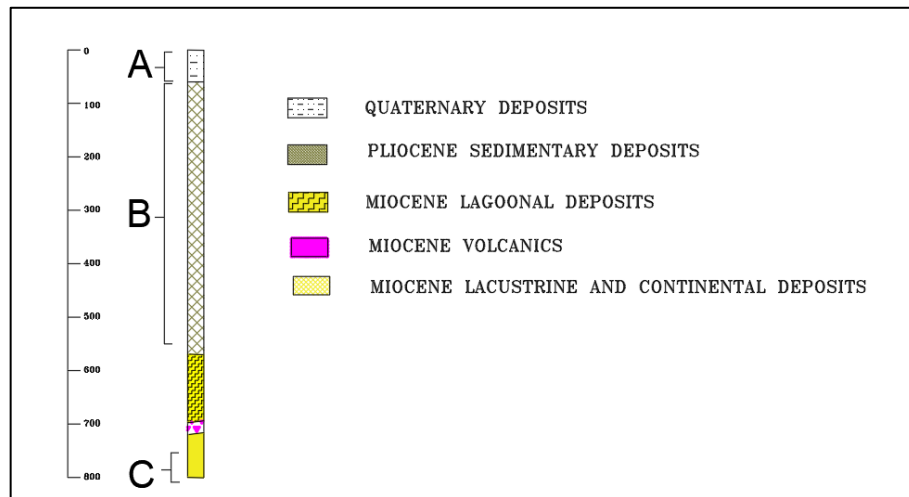 0
100
200
300
400
500
600
700
800
A
B
C
QUATERNARY DEPOSITS
PLIOCENE SEDIMENTARY DEPOSITS
MIOCENE LAGOONAL DEPOSITS
MIOCENE VOLCANICS
MIOCENE LACUSTRINE AND CONTINENTAL DEPOSITS